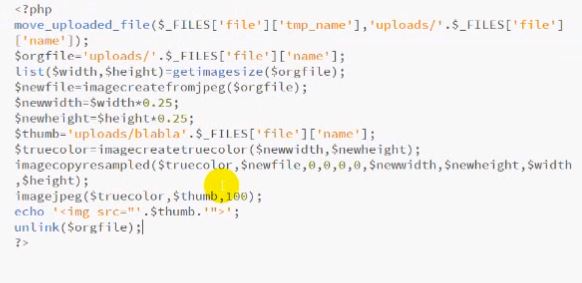 <?php
move_uploaded_file($_FILES['file']['tmp_name'],'uploads/'.$_FILES['file']
['name']);
$orgfile='uploads/'.$_FILES['file']['name'];
list($width,$height)=getimagesize($orgfile);
$newfile=imagecreatefromjpeg($orgfile);
$newwidth=$width*0.25;
$newheight=$height*0.25;
$thumb='uploads/blabla'.$_FILES['file']['name'];
$truecolor=imagecreatetruecolor($newwidth,$newheight);
imagecopyresampled($truecolor,$newfile,0,0,0,0,$newwidth,$newheight,$width
,$height);
imagejpeg($truecolor,$thumb,100);
echo '<img src="'.$thumb.'">';
unlink($orgfile);
?>